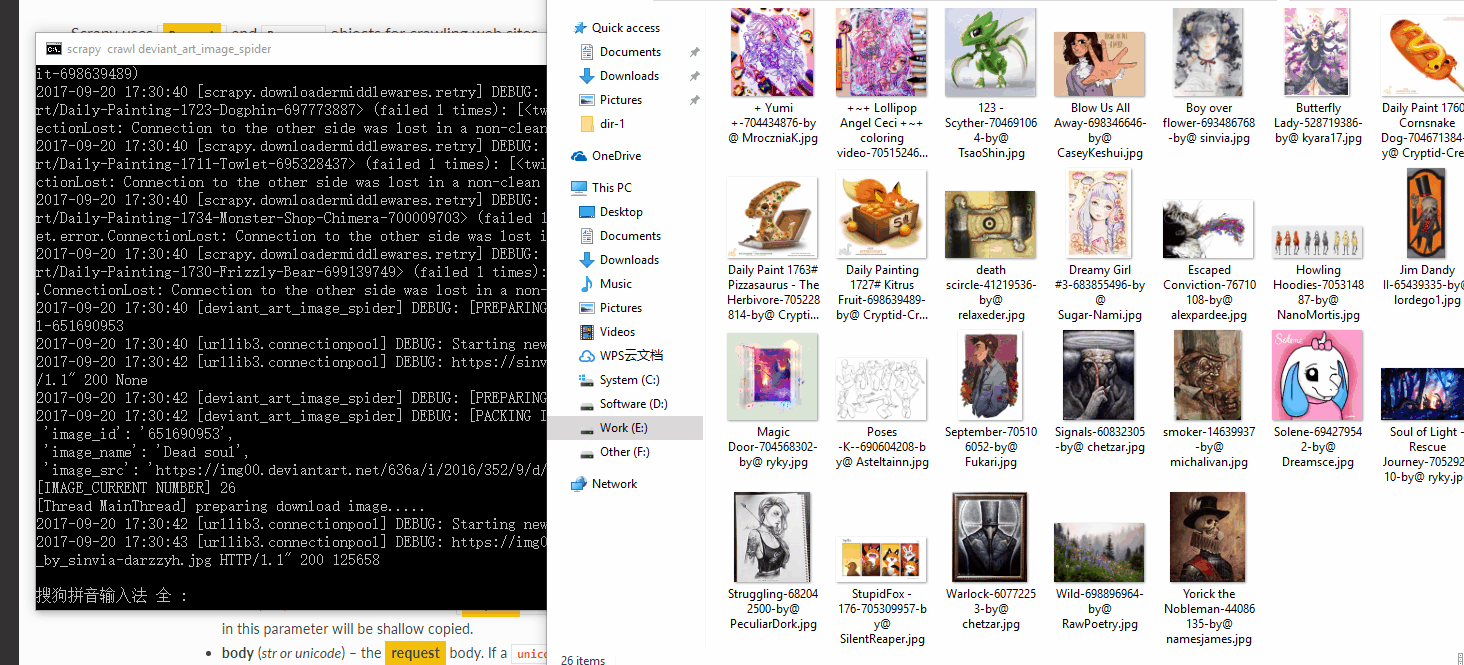 Scrapy uses Request and objects for crawling web sites
scrapy crawl deviant_art_image_spider
it-698639489)
2017-09-20 17:30:40 [scrapy.downloadermiddlewares.retry] DEBUG:
rt/Daily-Painting-1723-Dogphin-697773887> (failed 1 times): [<tw
ectionLost: Connection to the other side was lost in a non-clean
2017-09-20 17:30:40 [scrapy.downloadermiddlewares.retry] DEBUG:
rt/Daily-Painting-1711-Towlet-695328437> (failed 1 times): [<twi
ctionLost: Connection to the other side was lost in a non-clean
2017-09-20 17:30:40 [scrapy.downloadermiddlewares.retry] DEBUG:
rt/Daily-Painting-1734-Monster-Shop-Chimera-700009703> (failed 1
et.error.ConnectionLost: Connection to the other side was lost i
2017-09-20 17:30:40 [scrapy.downloadermiddlewares.retry] DEBUG:
rt/Daily-Painting-1730-Frizzly-Bear-699139749> (failed 1 times):
.ConnectionLost: Connection to the other side was lost in a non-
2017-09-20 17:30:40 [deviant_art_image_spider] DEBUG: [PREPARING
1-651690953
2017-09-20 17:30:40 [urllib3.connectionpool] DEBUG: Starting new
2017-09-20 17:30:42 [urllib3.connectionpool] DEBUG: https://sinv
/1.1" 200 None
2017-09-20 17:30:42 [deviant_art_image_spider] DEBUG: [PREPARING
2017-09-20 17:30:42 [deviant_art_image_spider] DEBUG: [PACKING I
'image_id': '651690953',
'image_name': 'Dead soul',
'image_src': 'https://img00.deviantart.net/636a/i/2016/352/9/d/
[IMAGE_CURRENT NUMBER] 26
[Thread MainThread] preparing download image.....
2017-09-20 17:30:42 [urllib3.connectionpool] DEBUG: Starting new
2017-09-20 17:30:43 [urllib3.connectionpool] DEBUG: https://img0
_by_sinvia-darzzyh.jpg HTTP/1.1" 200 125658
搜狗拼音输入法 全 :
in this parameter will be shallow copied.
body (str or unicode) – the request body. If a unico
Quick access
Documents
Downloads
Pictures
dir-1
OneDrive
This PC
Desktop
Documents
Downloads
Music
Pictures
Videos
WPS云文档
System (C:)
Software (D:)
Work (E:)
Other (F:)
Network
+ Yumi
+-704434876-by
@ MroczniaK.jpg
+~+ Lollipop
Angel Ceci +~+
coloring
video-70515246...
123 -
Scyther-70469106
4-by@
TsaoShin.jpg
Blow Us All
Away-698346646-
by@
CaseyKeshui.jpg
Boy over
flower-693486768
-by@ sinvia.jpg
Butterfly
Lady-528719386-
by@ kyara17.jpg
Daily Paint 1760
Cornsnake
Dog-704671384-
y@ Cryptid-Cre
Daily Paint 1763#
Pizzasaurus - The
Herbivore-705228
814-by@ Crypti...
Daily Painting
1727# Kitrus
Fruit-698639489-
by@ Cryptid-Cr...
death
scircle-41219536-
by@
relaxeder.jpg
Dreamy Girl
#3-683855496-by
@
Sugar-Nami.jpg
Escaped
Conviction-76710
108-by@
alexpardee.jpg
Howling
Hoodies-7053148
87-by@
NanoMortis.jpg
Jim Dandy
II-65439335-by@
lordego1.jpg
Magic
Door-704568302-
by@ ryky.jpg
Poses
-K--690604208-b
y@ Asteltainn.jpg
September-70510
6052-by@
Fukari.jpg
Signals-60832305
-by@ chetzar.jpg
smoker-14639937
-by@
michalivan.jpg
Solene
Solene-69427954
2-by@
Dreamsce.jpg
Soul of Light -
Rescue
Journey-70529
10-by@ ryky.jp
Struggling-68204
2500-by@
PeculiarDork.jpg
StupidFox -
176-705309957-b
y@
SilentReaper.jpg
Warlock-6077225
3-by@
chetzar.jpg
Wild-698896964-
by@
RawPoetry.jpg
Yorick the
Nobleman-44086
135-by@
namesjames.jpg
26 items